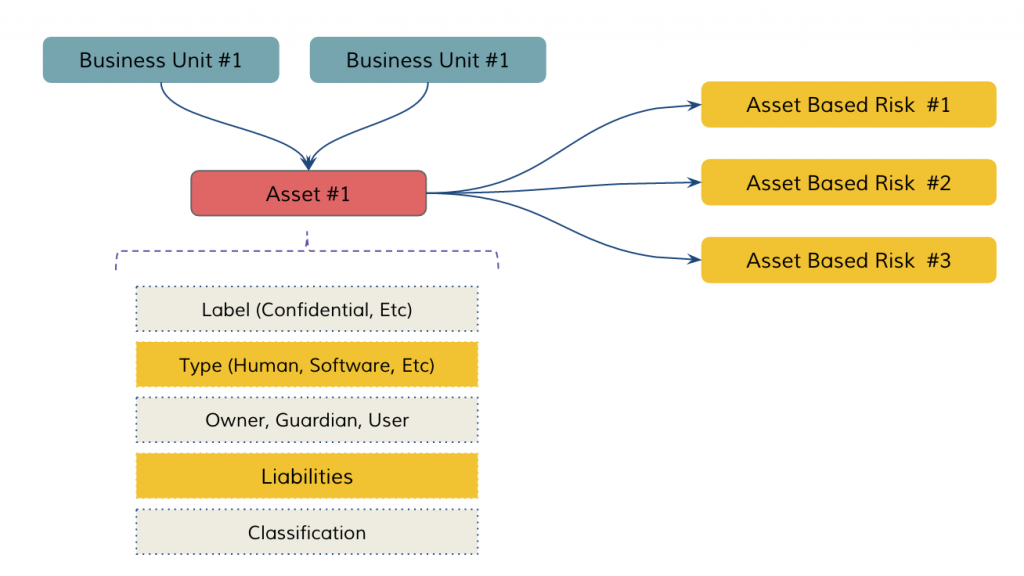 Business Unit #1
Business Unit #1
Asset #1
Asset Based Risk  #1
Asset Based Risk  #2
Asset Based Risk  #3
Label (Confidential, Etc)
Type (Human, Software, Etc)
Owner, Guardian, User
Liabilities
Classification